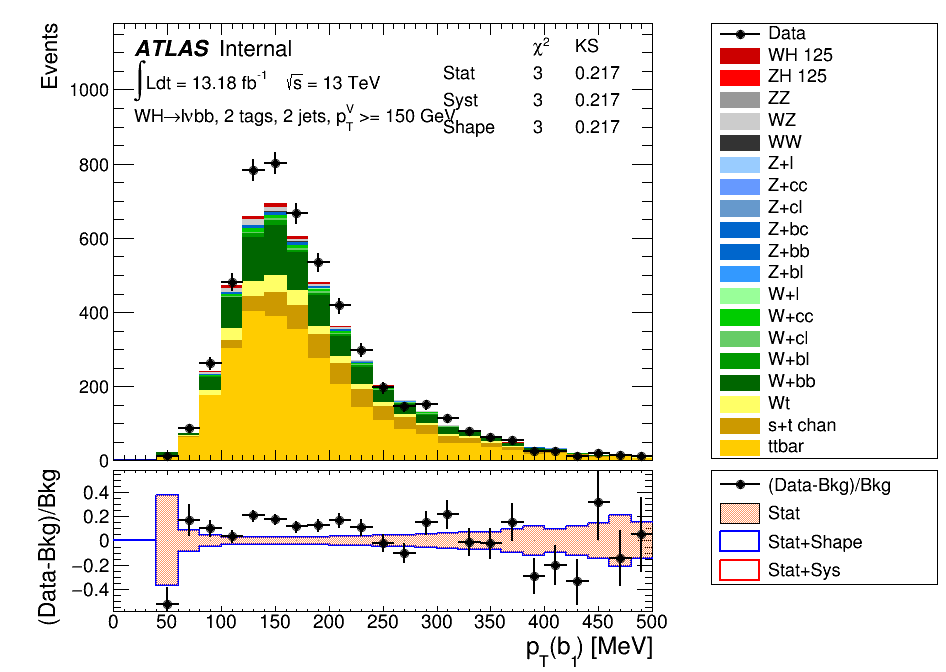 Events
ATLAS Internal
∫Ldt = 13.18 fb⁻¹ √s = 13 TeV
WH→lνbb, 2 tags, 2 jets, p_T^V >= 150 GeV
χ² KS
Stat 3 0.217
Syst 3 0.217
Shape 3 0.217
1000
800
600
400
200
0
Data
WH 125
ZH 125
ZZ
WZ
WW
Z+l
Z+cc
Z+cl
Z+bc
Z+bb
Z+bl
W+l
W+cc
W+cl
W+bl
W+bb
Wt
s+t chan
ttbar
(Data-Bkg)/Bkg
0.4
0.2
0
−0.2
−0.4
0 50 100 150 200 250 300 350 400 450 500
p_T(b_1) [MeV]
(Data-Bkg)/Bkg
Stat
Stat+Shape
Stat+Sys